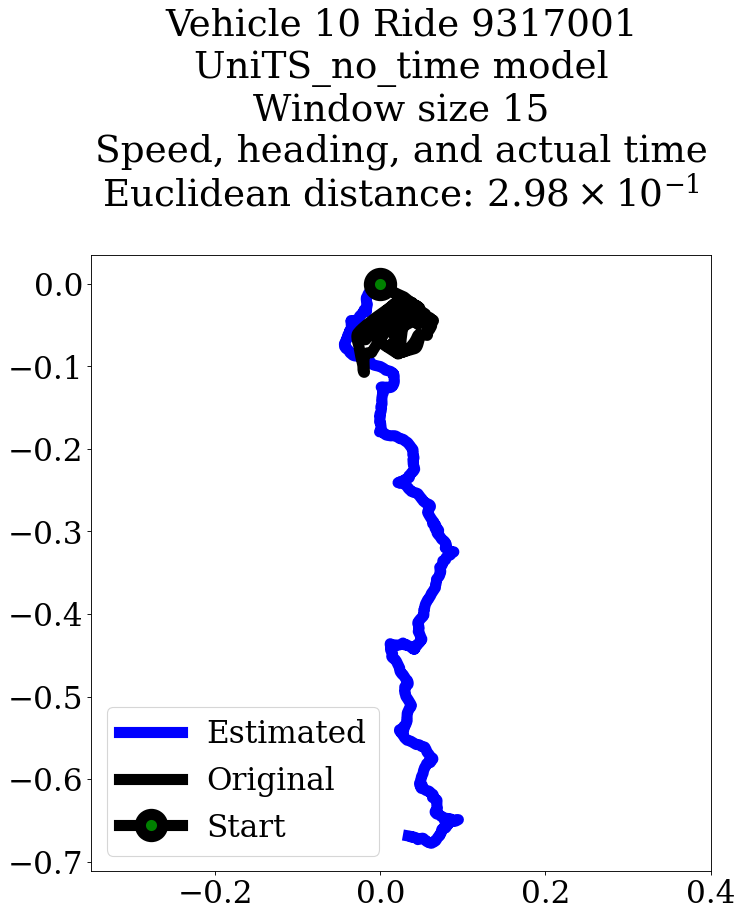 Vehicle 10 Ride 9317001
UniTS_no_time model
Window size 15
Speed, heading, and actual time
Euclidean distance: 2.98 × 10⁻¹
0.0
−0.1
−0.2
−0.3
−0.4
−0.5
−0.6
−0.7
Estimated
Original
Start
−0.2 0.0 0.2 0.4